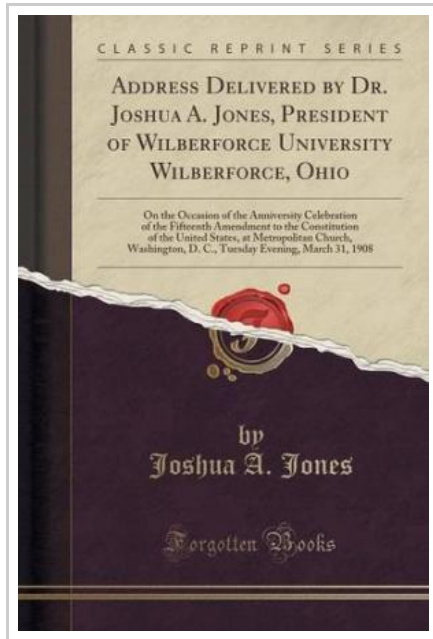 CLASSIC REPRINT SERIES
ADDRESS DELIVERED BY DR.
JOSHUA A. JONES, PRESIDENT
OF WILBERFORCE UNIVERSITY
WILBERFORCE, OHIO
On the Occasion of the Anniversity Celebration
of the Fifteenth Amendment to the Constitution
of the United States, at Metropolitan Church,
Washington, D. C., Tuesday Evening, March 31, 1908
by
Joshua A. Jones
Forgotten Books